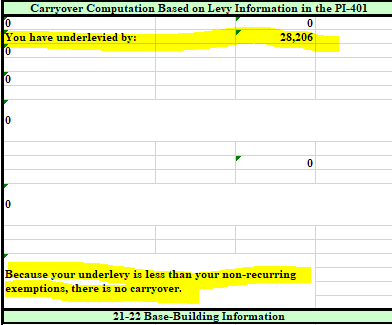 Carryover Computation Based on Levy Information in the PI-401
0 0
You have underlevied by: 28,206
0
0
0
0
0
Because your underlevy is less than your non-recurring
exemptions, there is no carryover.
21-22 Base-Building Information